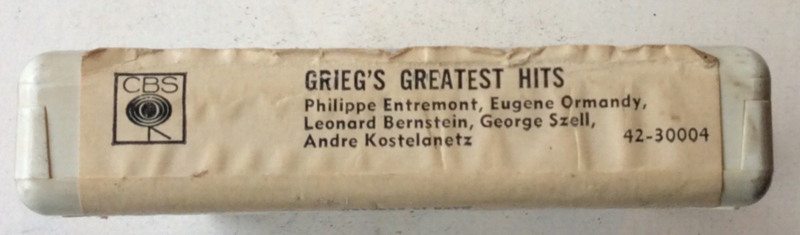 CBS
GRIEG'S GREATEST HITS
Philippe Entremont, Eugene Ormandy,
Leonard Bernstein, George Szell,
Andre Kostelanetz
42-30004